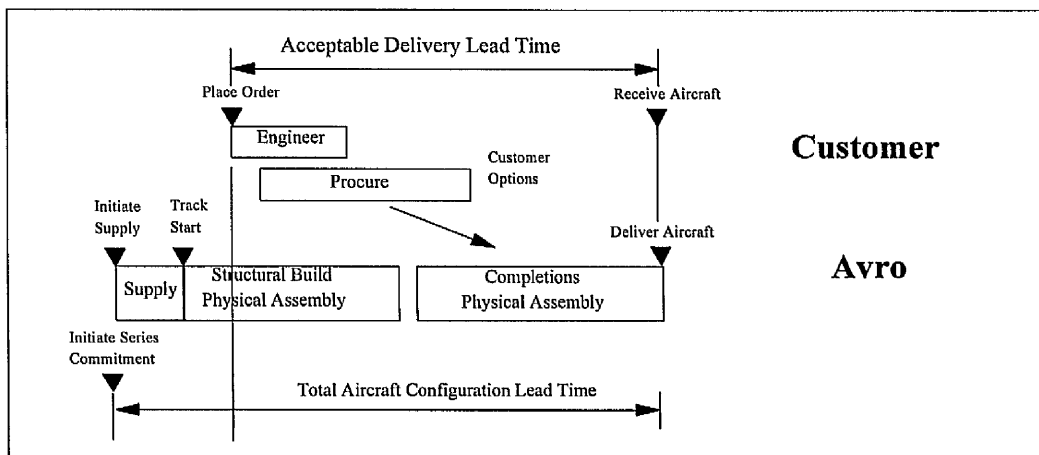 Acceptable Delivery Lead Time
Place Order
Receive Aircraft
Engineer
Customer
Customer
Options
Procure
Initiate
Supply
Track
Start
Deliver Aircraft
Avro
Supply
Structural Build
Physical Assembly
Completions
Physical Assembly
Initiate Series
Commitment
Total Aircraft Configuration Lead Time